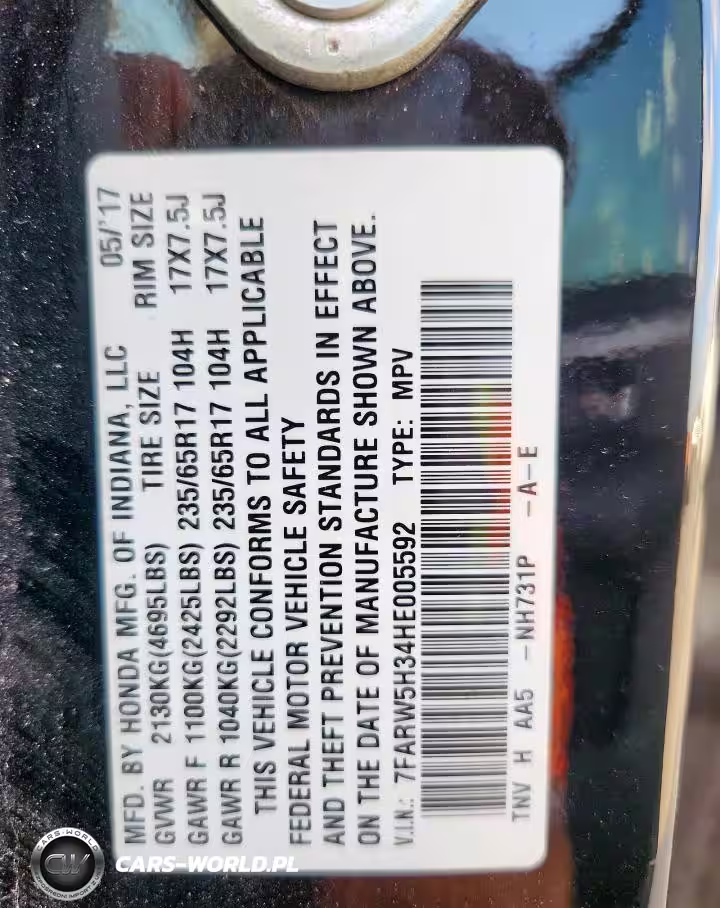 MFD. BY HONDA MFG. OF INDIANA, LLC 05/'17
GVWR 2130KG(4695LBS) TIRE SIZE RIM SIZE
GAWR F 1100KG(2425LBS) 235/65R17 104H 17X7.5J
GAWR R 1040KG(2292LBS) 235/65R17 104H 17X7.5J
THIS VEHICLE CONFORMS TO ALL APPLICABLE
FEDERAL MOTOR VEHICLE SAFETY
AND THEFT PREVENTION STANDARDS IN EFFECT
ON THE DATE OF MANUFACTURE SHOWN ABOVE.
V.I.N.: 7FARW5H34HE005592 TYPE: MPV
TNV H AA5 -NH731P -A-E
CARS-WORLD
CW
CARS-WORLD.PL